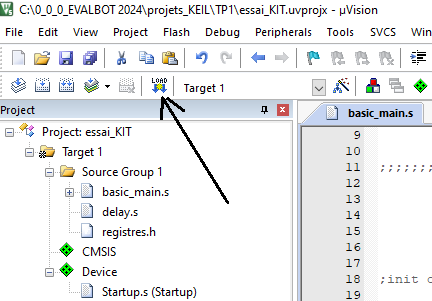 C:\0_0_0_EVALBOT 2024\projets_KEIL\TP1\essai_KIT.uvprojx - µVision
File Edit View Project Flash Debug Peripherals Tools SVCS Window
LOAD Target 1
Project
basic_main.s
Project: essai_KIT
Target 1
Source Group 1
basic_main.s
delay.s
registres.h
CMSIS
Device
Startup.s (Startup)
9
10
11 ;;;;;;;
12
13
14
15
16
17
18 ;init c
19